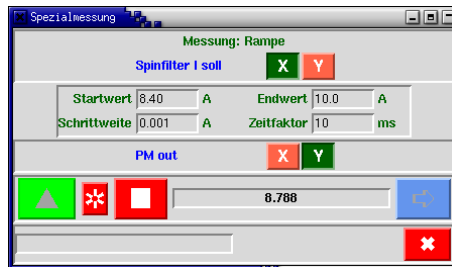 Spezialmessung
Messung: Rampe
Spinfilter I soll X Y
Startwert 8.40 A Endwert 10.0 A
Schrittweite 0.001 A Zeitfaktor 10 ms
PM out X Y
8.788